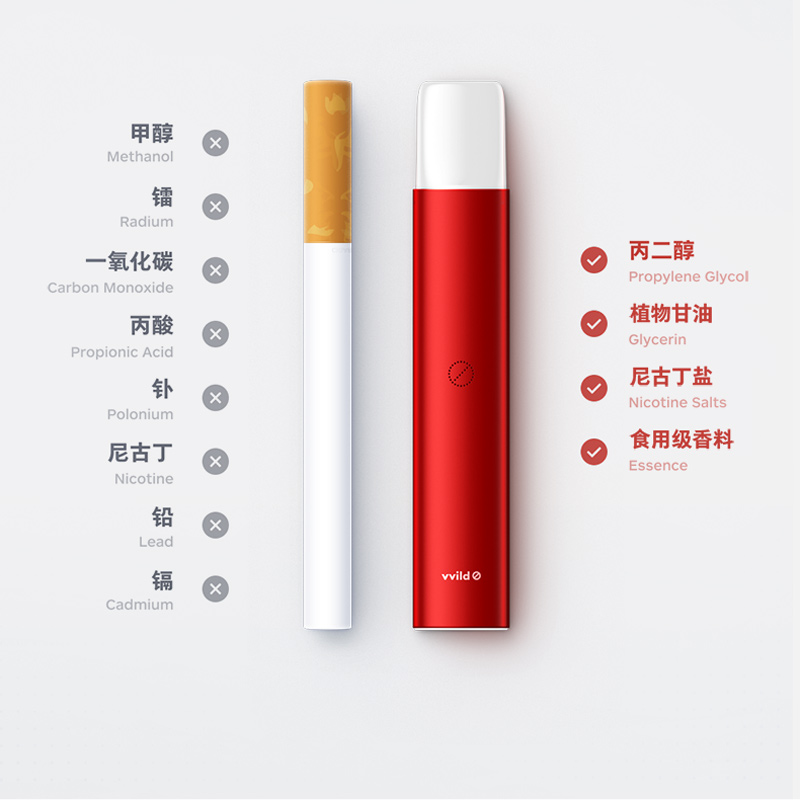 甲醇
Methanol
镭
Radium
一氧化碳
Carbon Monoxide
丙酸
Propionic Acid
钋
Polonium
尼古丁
Nicotine
铅
Lead
镉
Cadmium
vvild
丙二醇
Propylene Glycol
植物甘油
Glycerin
尼古丁盐
Nicotine Salts
食用级香料
Essence